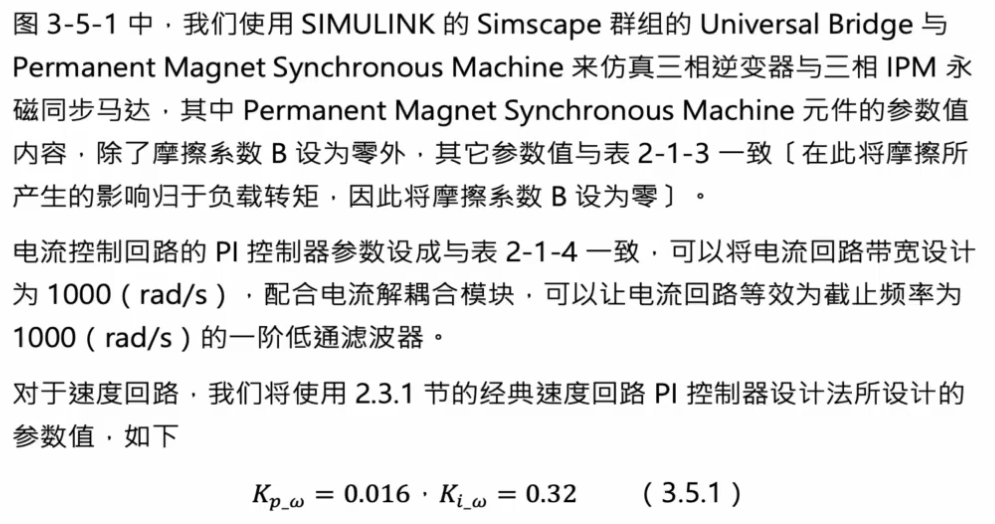 图 3-5-1 中，我们使用 SIMULINK 的 Simscape 群组的 Universal Bridge 与
Permanent Magnet Synchronous Machine 来仿真三相逆变器与三相 IPM 永
磁同步马达，其中 Permanent Magnet Synchronous Machine 元件的参数值
内容，除了摩擦系数 B 设为零外，其它参数值与表 2-1-3 一致〔在此将摩擦所
产生的影响归于负载转矩，因此将摩擦系数 B 设为零〕。
电流控制回路的 PI 控制器参数设成与表 2-1-4 一致，可以将电流回路带宽设计
为 1000（rad/s），配合电流解耦合模块，可以让电流回路等效为截止频率为
1000（rad/s）的一阶低通滤波器。
对于速度回路，我们将使用 2.3.1 节的经典速度回路 PI 控制器设计法所设计的
参数值，如下
K_{p_ω} = 0.016，K_{i_ω} = 0.32 （3.5.1）